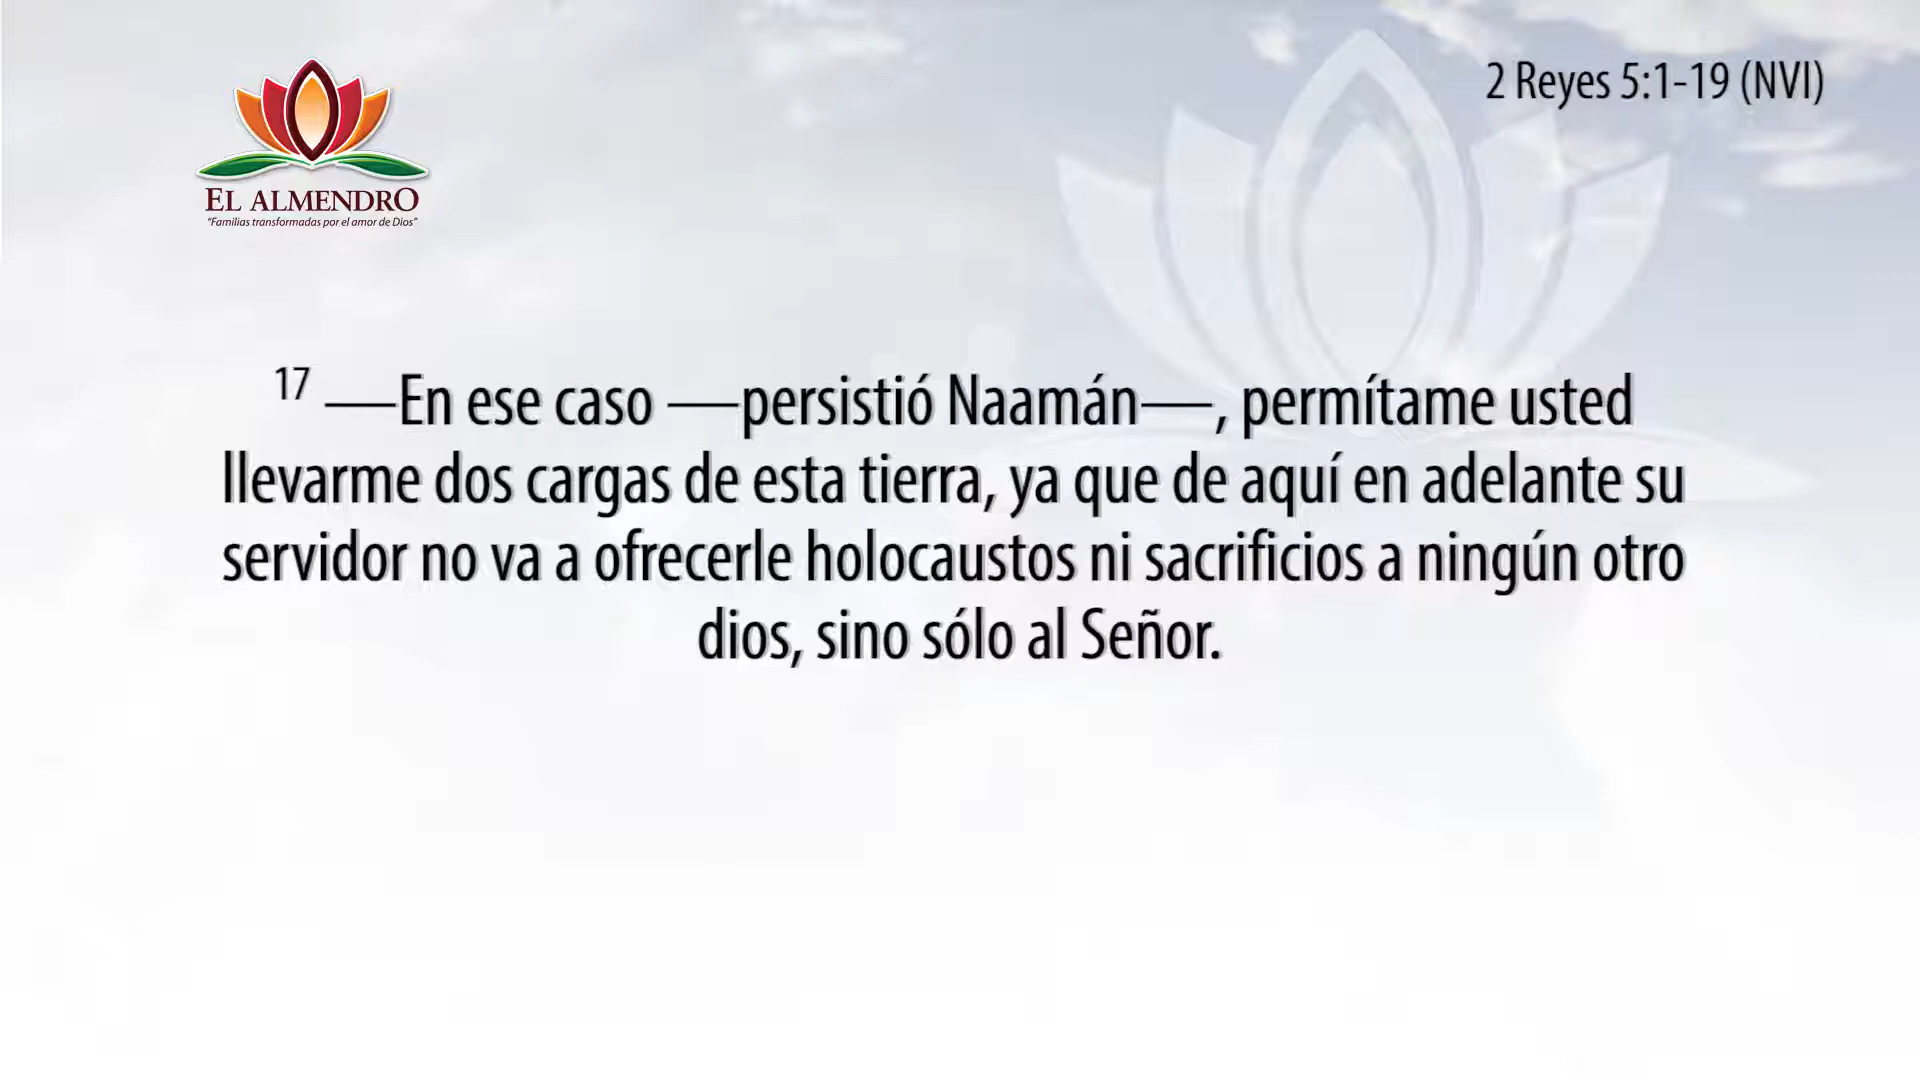 EL ALMENDRO
"Familias transformadas por el amor de Dios"
2 Reyes 5:1-19 (NVI)
17 —En ese caso —persistió Naamán—, permítame usted
llevarme dos cargas de esta tierra, ya que de aquí en adelante su
servidor no va a ofrecerle holocaustos ni sacrificios a ningún otro
dios, sino sólo al Señor.